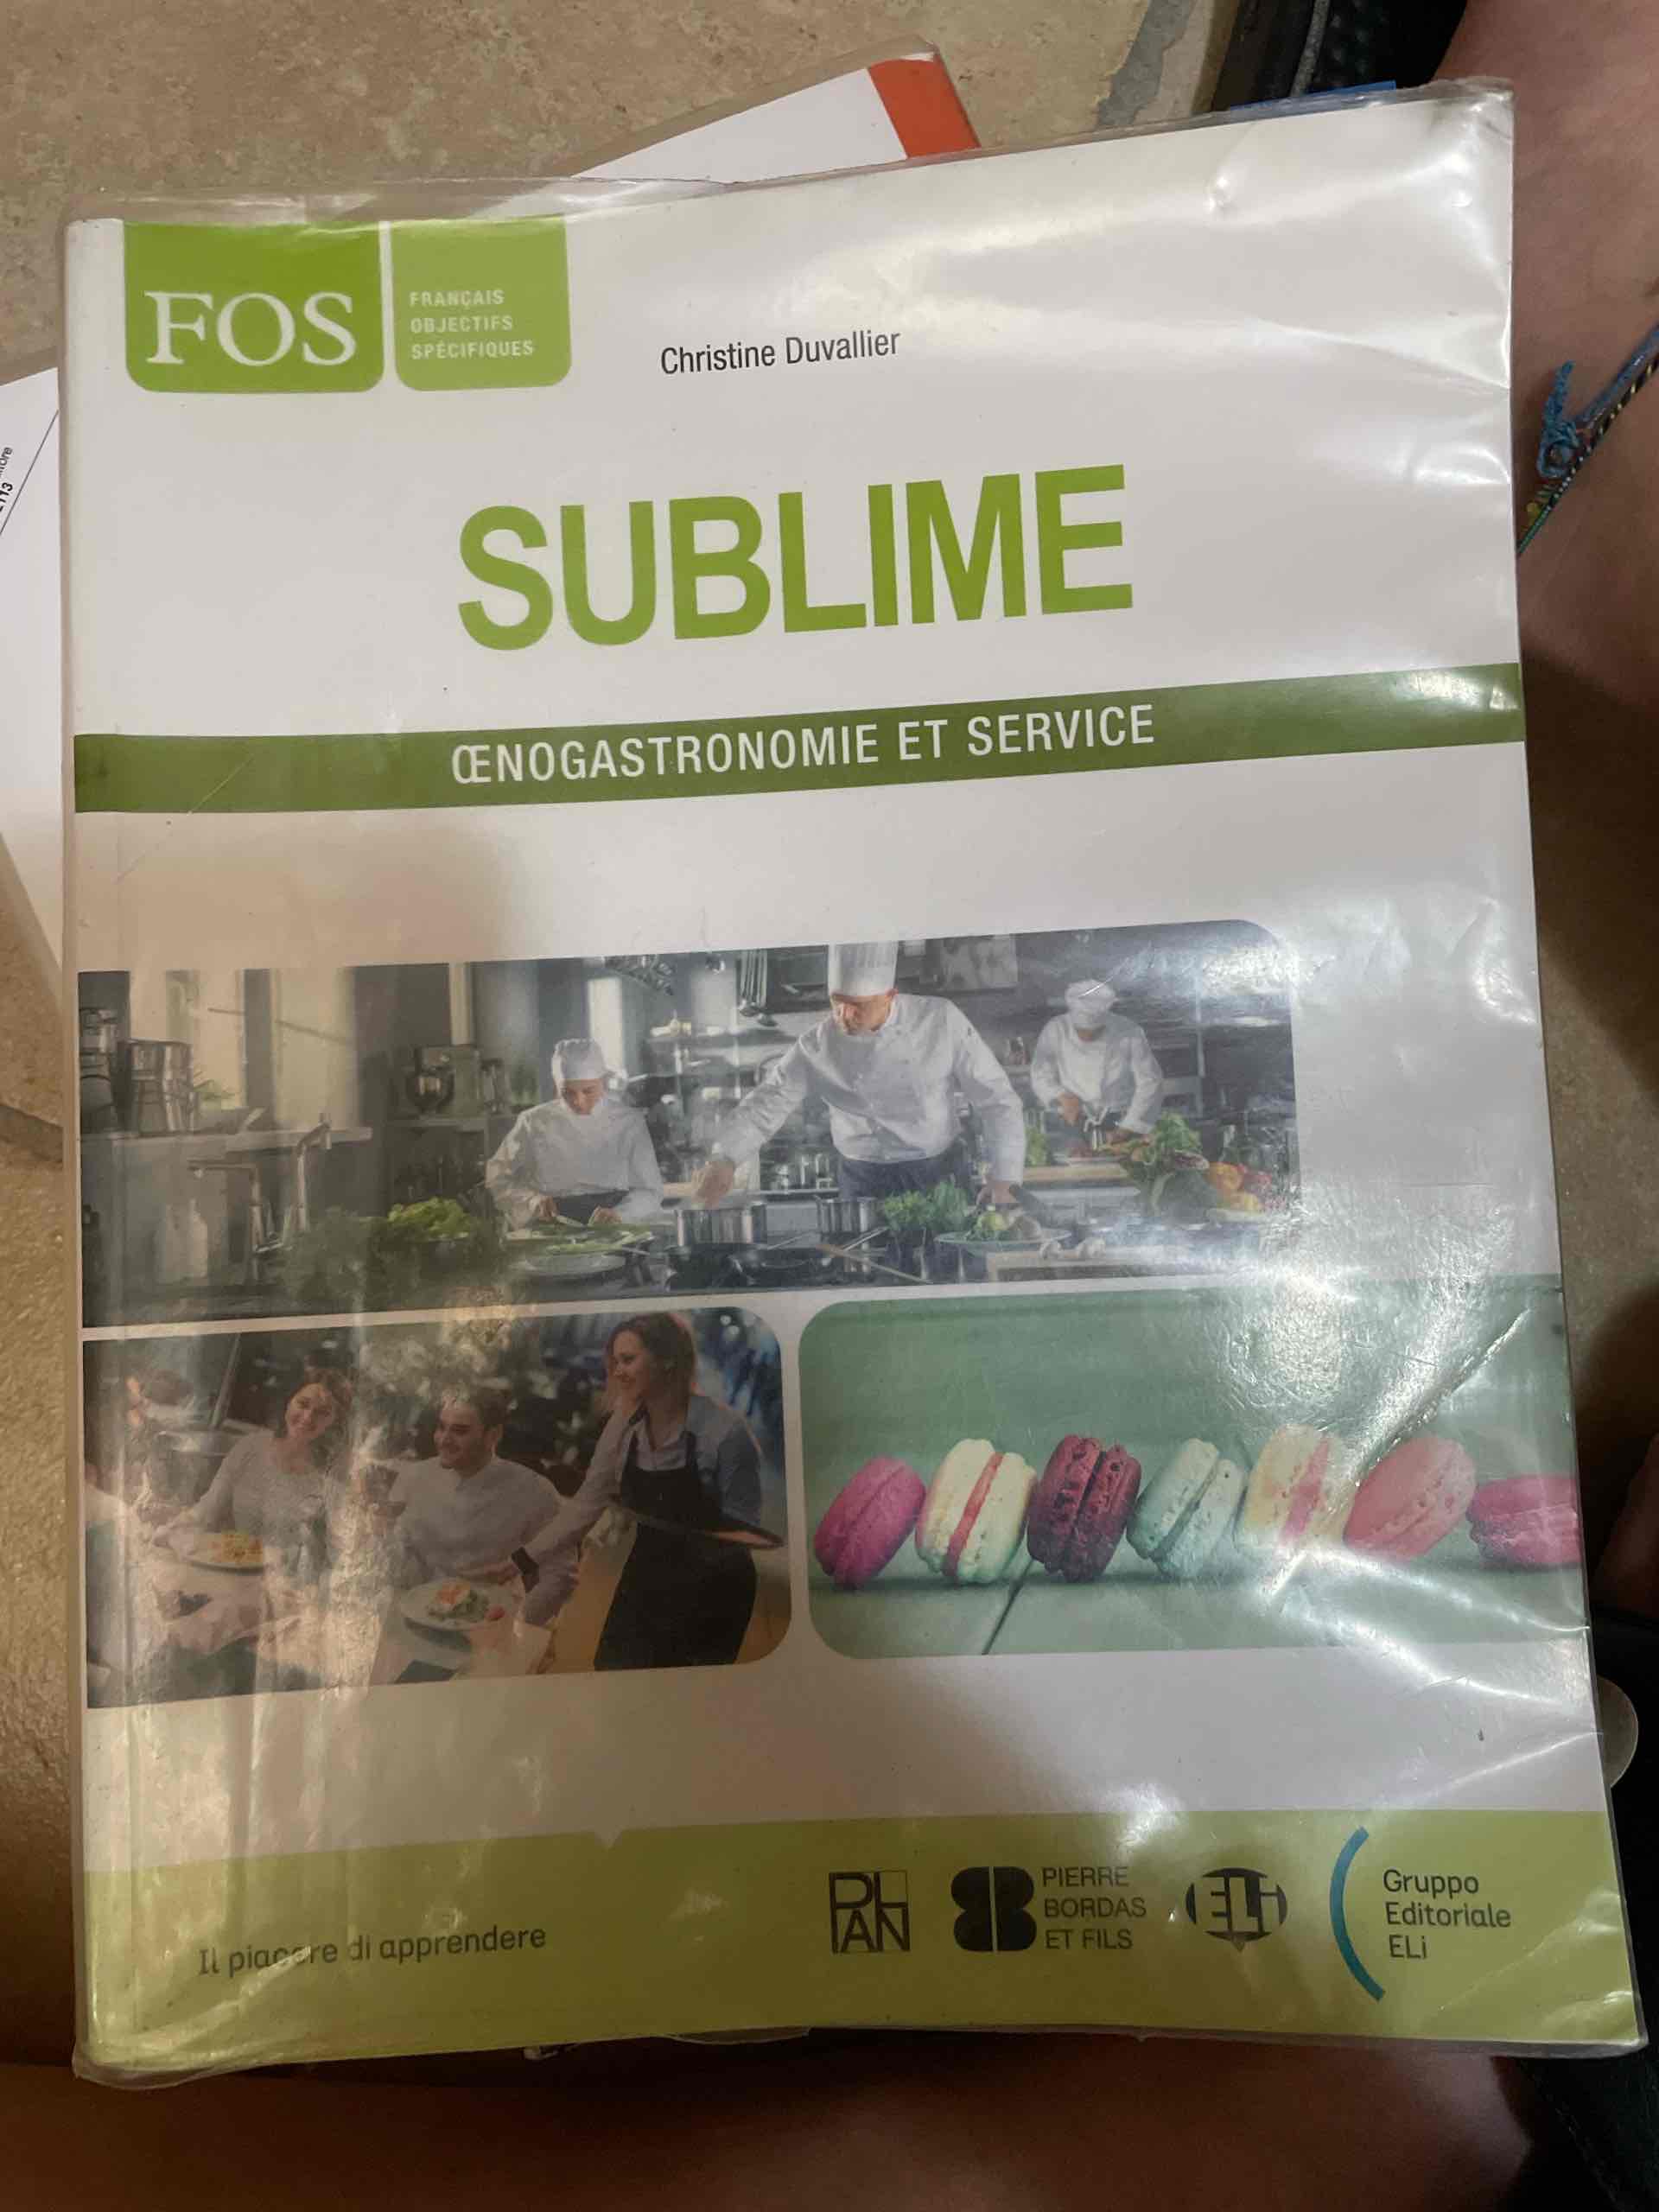 FOS
FRANÇAIS
OBJECTIFS
SPÉCIFIQUES
Christine Duvallier
SUBLIME
ŒNOGASTRONOMIE ET SERVICE
Il piacere di apprendere
PLAN
PIERRE
BORDAS
ET FILS
ELi
Gruppo
Editoriale
ELi